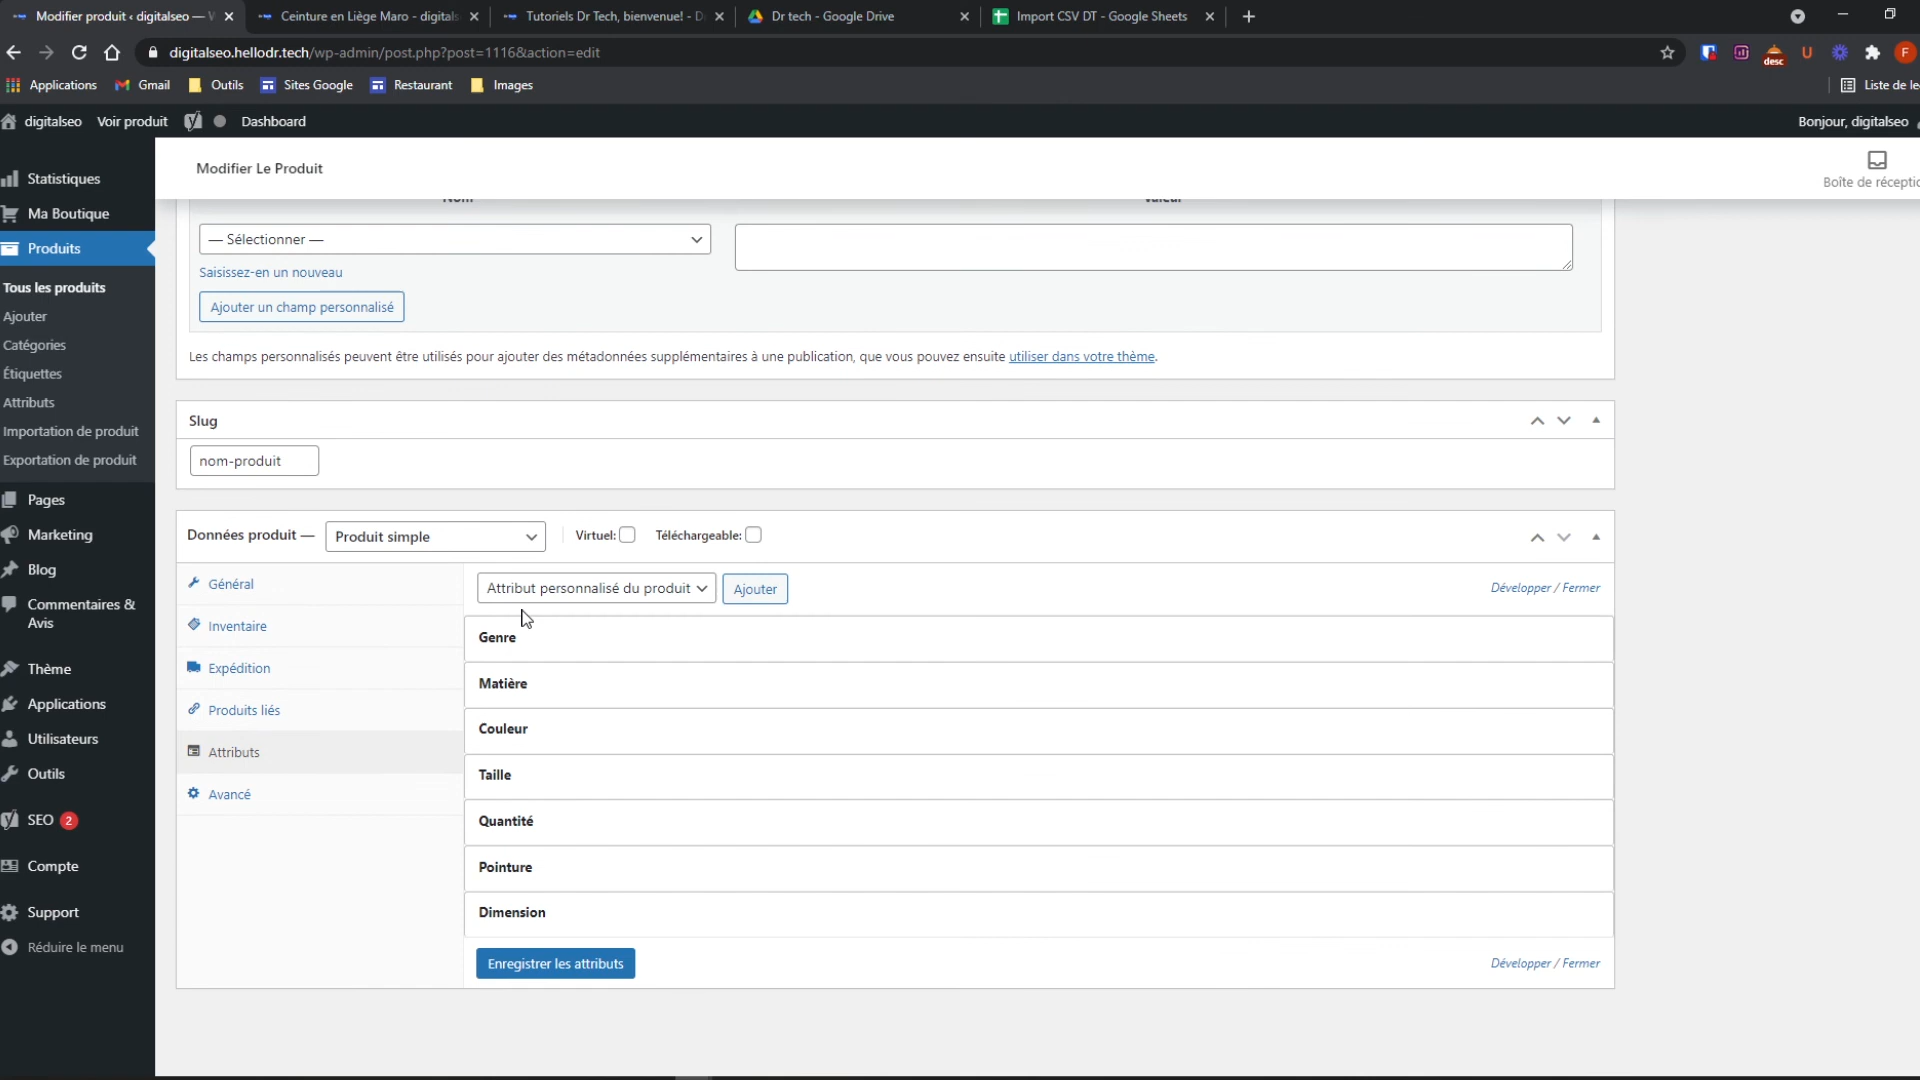 Modifier produit ‹ digitalseo — W
Ceinture en Liège Maro - digitals
Tutoriels Dr Tech, bienvenue! - D
Dr tech - Google Drive
Import CSV DT - Google Sheets
digitalseo.hellodr.tech/wp-admin/post.php?post=1116&action=edit
desc
U
F
Applications
Gmail
Outils
Sites Google
Restaurant
Images
Liste de le
digitalseo
Voir produit
Dashboard
Bonjour, digitalseo
Modifier Le Produit
Boîte de réceptio
Statistiques
Ma Boutique
Produits
Tous les produits
Ajouter
Catégories
Étiquettes
Attributs
Importation de produit
Exportation de produit
Pages
Marketing
Blog
Commentaires &
Avis
Thème
Applications
Utilisateurs
Outils
SEO 2
Compte
Support
Réduire le menu
Nom
Valeur
— Sélectionner —
Saisissez-en un nouveau
Ajouter un champ personnalisé
Les champs personnalisés peuvent être utilisés pour ajouter des métadonnées supplémentaires à une publication, que vous pouvez ensuite utiliser dans votre thème.
Slug
nom-produit
Données produit —
Produit simple
Virtuel:
Téléchargeable:
Général
Inventaire
Expédition
Produits liés
Attributs
Avancé
Attribut personnalisé du produit
Ajouter
Développer / Fermer
Genre
Matière
Couleur
Taille
Quantité
Pointure
Dimension
Enregistrer les attributs
Développer / Fermer